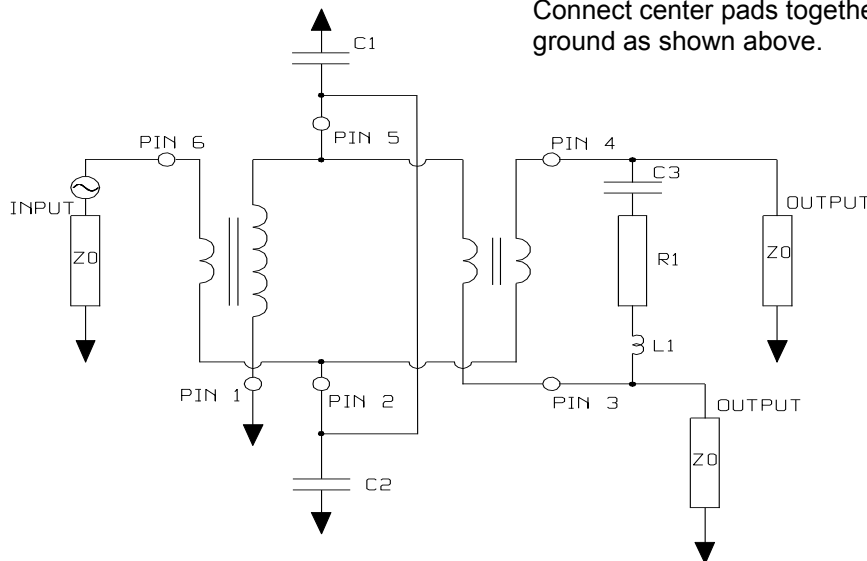 Connect center pads togethe
ground as shown above.
C1
PIN 6
PIN 5
PIN 4
C3
INPUT
OUTPUT
Z0
R1
Z0
L1
PIN 1
PIN 2
PIN 3
OUTPUT
Z0
C2